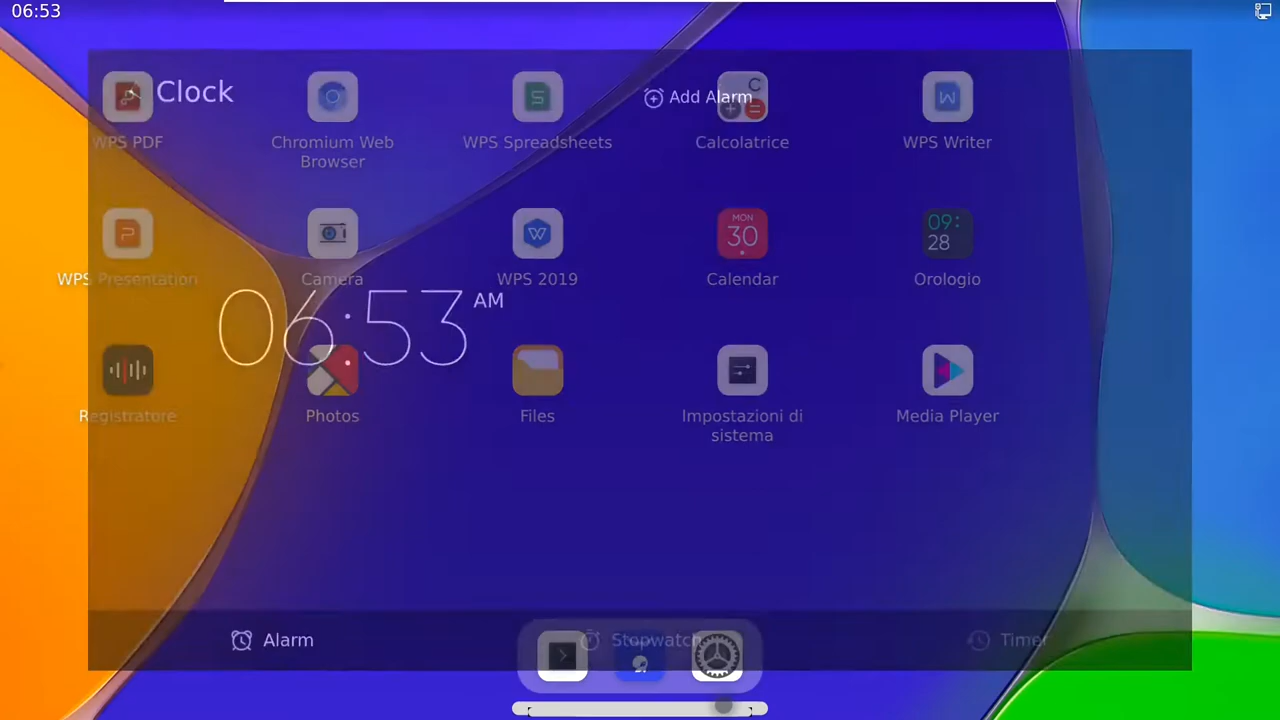 06:53
Clock
Add Alarm
C
WPS PDF
Chromium Web
Browser
WPS Spreadsheets
Calcolatrice
WPS Writer
MON
30
09:
28
WPS Presentation
Camera
WPS 2019
Calendar
Orologio
06:53 AM
Registratore
Photos
Files
Impostazioni di
sistema
Media Player
Alarm
Stopwatch
Timer